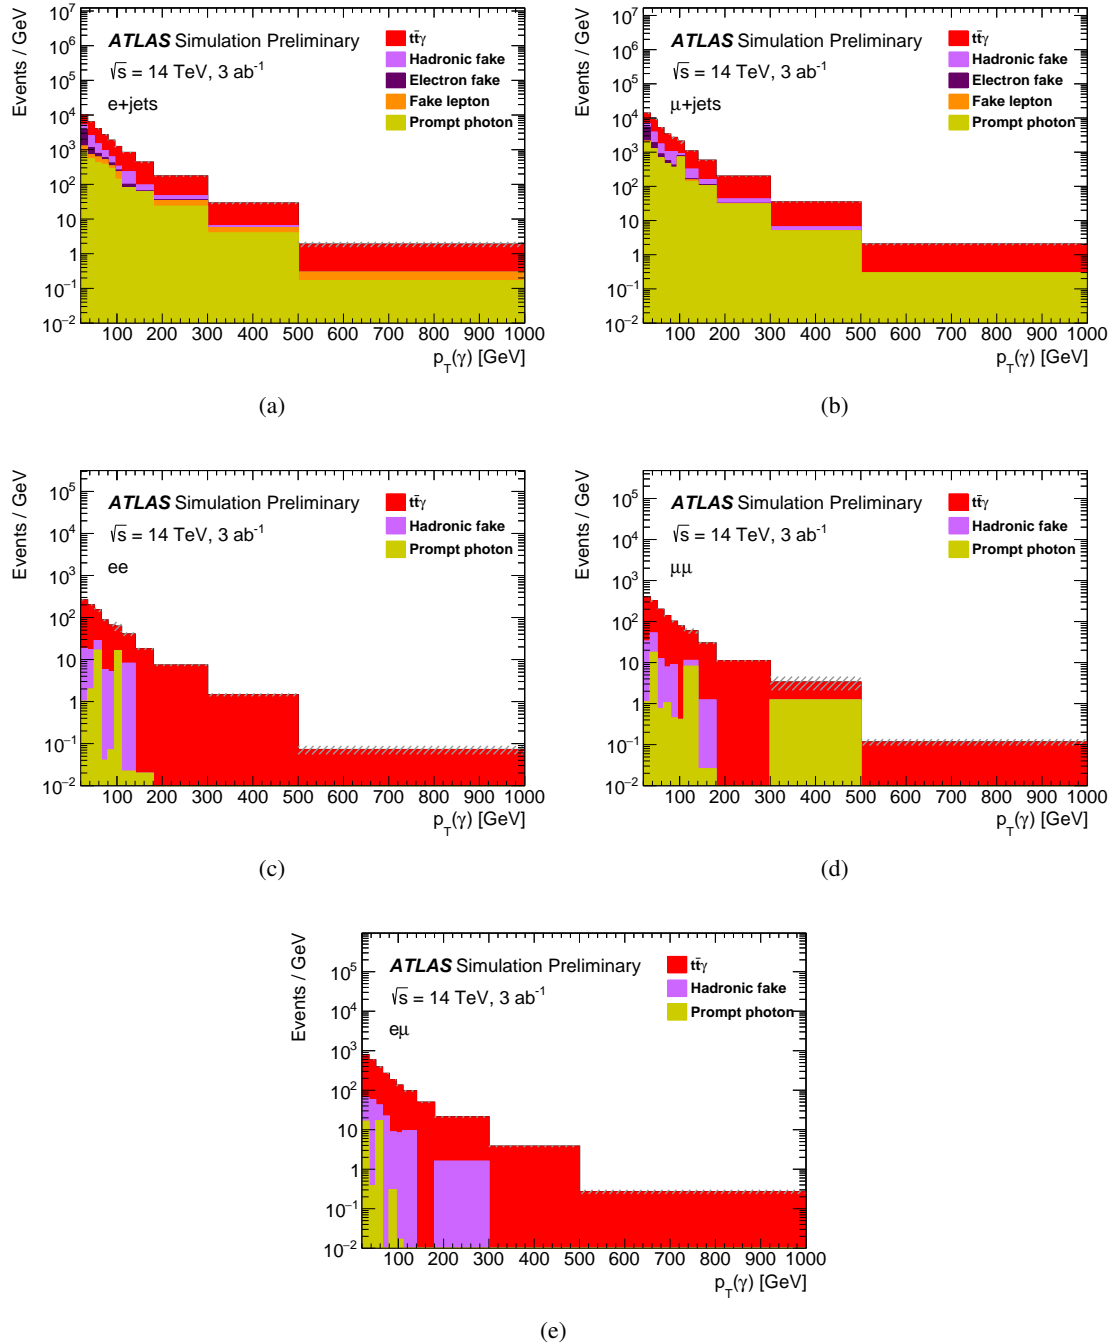 Events / GeV
10⁷
10⁶
10⁵
10⁴
10³
10²
10
1
10⁻¹
10⁻²
ATLAS Simulation Preliminary
√s = 14 TeV, 3 ab⁻¹
e+jets
tt̄γ
Hadronic fake
Electron fake
Fake lepton
Prompt photon
100 200 300 400 500 600 700 800 900 1000
p_T(γ) [GeV]
(a)
Events / GeV
10⁷
10⁶
10⁵
10⁴
10³
10²
10
1
10⁻¹
10⁻²
ATLAS Simulation Preliminary
√s = 14 TeV, 3 ab⁻¹
μ+jets
tt̄γ
Hadronic fake
Electron fake
Fake lepton
Prompt photon
100 200 300 400 500 600 700 800 900 1000
p_T(γ) [GeV]
(b)
Events / GeV
10⁵
10⁴
10³
10²
10
1
10⁻¹
10⁻²
ATLAS Simulation Preliminary
√s = 14 TeV, 3 ab⁻¹
ee
tt̄γ
Hadronic fake
Prompt photon
100 200 300 400 500 600 700 800 900 1000
p_T(γ) [GeV]
(c)
Events / GeV
10⁵
10⁴
10³
10²
10
1
10⁻¹
10⁻²
ATLAS Simulation Preliminary
√s = 14 TeV, 3 ab⁻¹
μμ
tt̄γ
Hadronic fake
Prompt photon
100 200 300 400 500 600 700 800 900 1000
p_T(γ) [GeV]
(d)
Events / GeV
10⁵
10⁴
10³
10²
10
1
10⁻¹
10⁻²
ATLAS Simulation Preliminary
√s = 14 TeV, 3 ab⁻¹
eμ
tt̄γ
Hadronic fake
Prompt photon
100 200 300 400 500 600 700 800 900 1000
p_T(γ) [GeV]
(e)